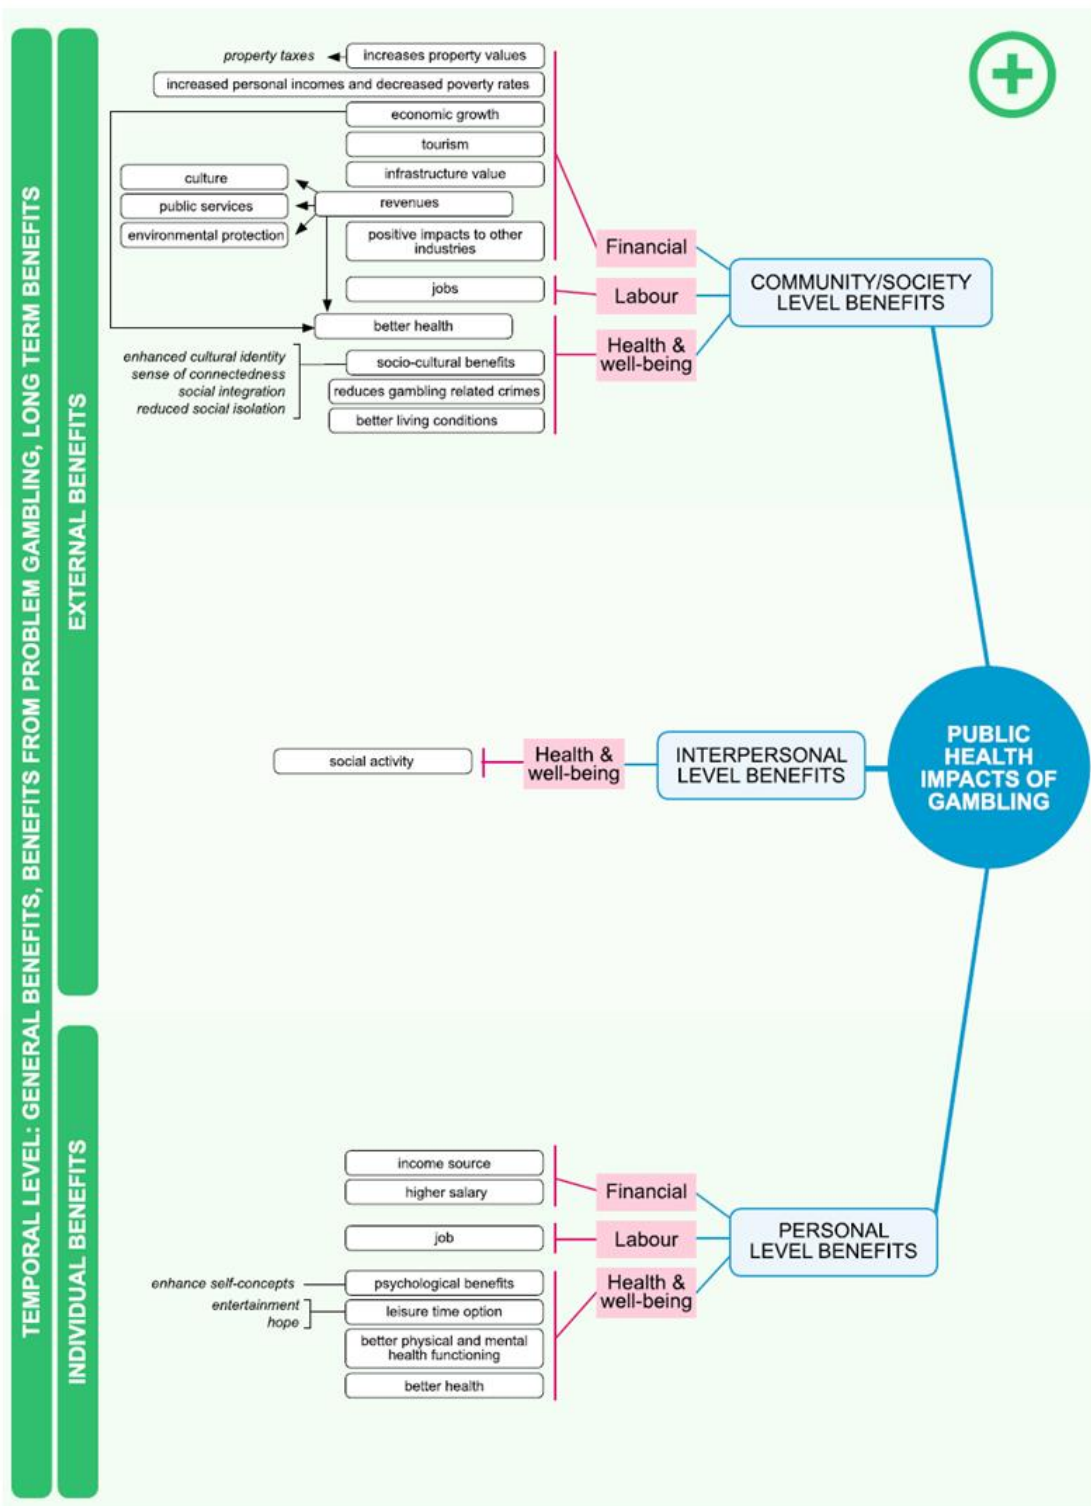 TEMPORAL LEVEL: GENERAL BENEFITS, BENEFITS FROM PROBLEM GAMBLING, LONG TERM BENEFITS
EXTERNAL BENEFITS
property taxes
increases property values
increased personal incomes and decreased poverty rates
economic growth
tourism
infrastructure value
culture
public services
environmental protection
revenues
positive impacts to other
industries
jobs
better health
enhanced cultural identity
sense of connectedness
social integration
reduced social isolation
socio-cultural benefits
reduces gambling related crimes
better living conditions
Financial
Labour
Health &
well-being
COMMUNITY/SOCIETY
LEVEL BENEFITS
social activity
Health &
well-being
INTERPERSONAL
LEVEL BENEFITS
PUBLIC
HEALTH
IMPACTS OF
GAMBLING
INDIVIDUAL BENEFITS
income source
higher salary
job
enhance self-concepts
psychological benefits
entertainment
hope
leisure time option
better physical and mental
health functioning
better health
Financial
Labour
Health &
well-being
PERSONAL
LEVEL BENEFITS